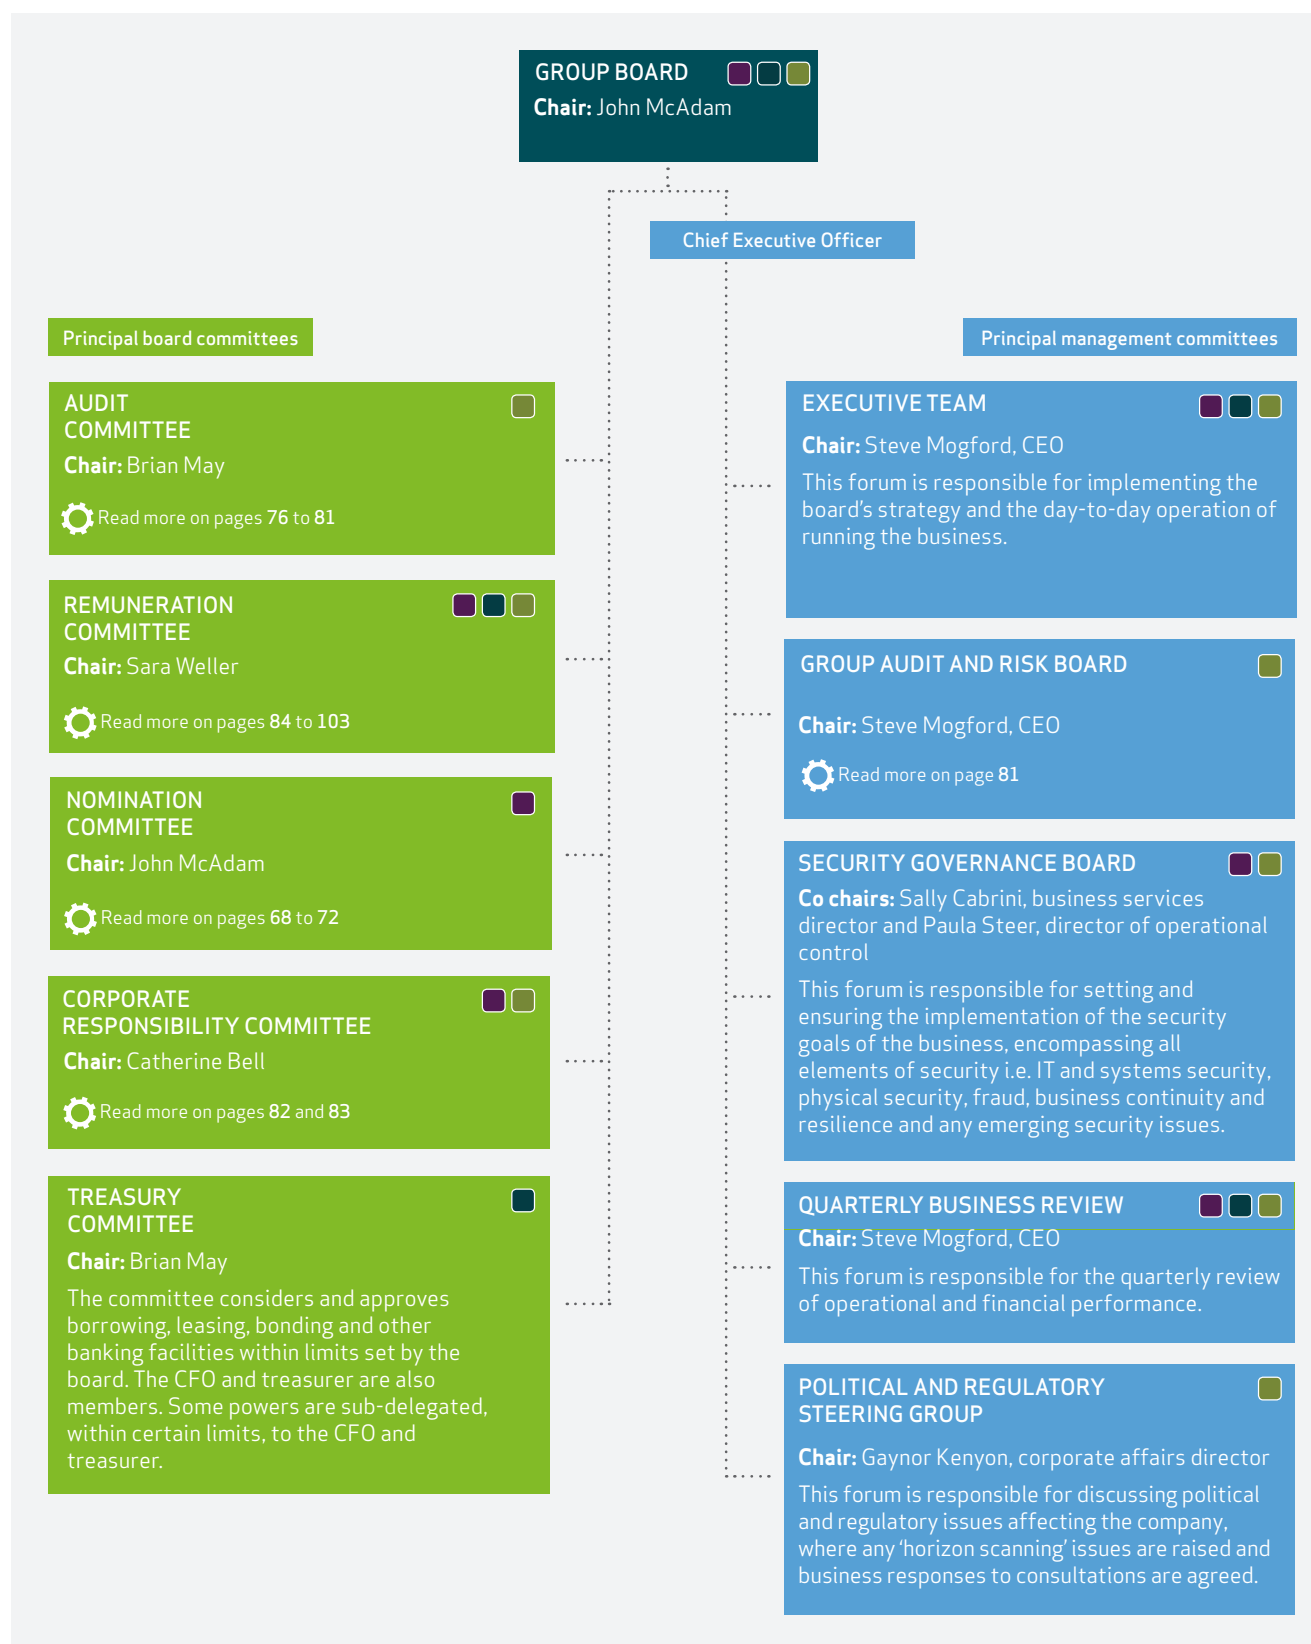 GROUP BOARD
Chair: John McAdam
Chief Executive Officer
Principal board committees
AUDIT
COMMITTEE
Chair: Brian May
Read more on pages 76 to 81
REMUNERATION
COMMITTEE
Chair: Sara Weller
Read more on pages 84 to 103
NOMINATION
COMMITTEE
Chair: John McAdam
Read more on pages 68 to 72
CORPORATE
RESPONSIBILITY COMMITTEE
Chair: Catherine Bell
Read more on pages 82 and 83
TREASURY
COMMITTEE
Chair: Brian May
The committee considers and approves
borrowing, leasing, bonding and other
banking facilities within limits set by the
board. The CFO and treasurer are also
members. Some powers are sub-delegated,
within certain limits, to the CFO and
treasurer.
Principal management committees
EXECUTIVE TEAM
Chair: Steve Mogford, CEO
This forum is responsible for implementing the
board's strategy and the day-to-day operation of
running the business.
GROUP AUDIT AND RISK BOARD
Chair: Steve Mogford, CEO
Read more on page 81
SECURITY GOVERNANCE BOARD
Co chairs: Sally Cabrini, business services
director and Paula Steer, director of operational
control
This forum is responsible for setting and
ensuring the implementation of the security
goals of the business, encompassing all
elements of security i.e. IT and systems security,
physical security, fraud, business continuity and
resilience and any emerging security issues.
QUARTERLY BUSINESS REVIEW
Chair: Steve Mogford, CEO
This forum is responsible for the quarterly review
of operational and financial performance.
POLITICAL AND REGULATORY
STEERING GROUP
Chair: Gaynor Kenyon, corporate affairs director
This forum is responsible for discussing political
and regulatory issues affecting the company,
where any 'horizon scanning' issues are raised and
business responses to consultations are agreed.